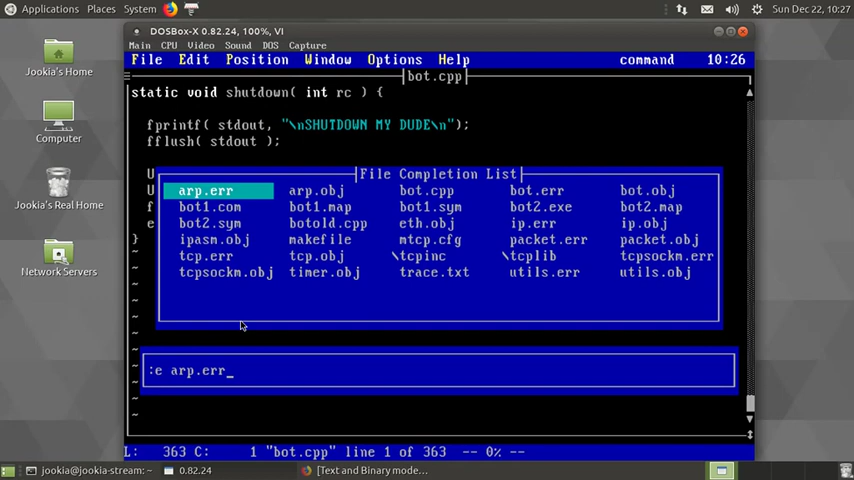 Applications Places System
Sun Dec 22, 10:27
DOSBox-X 0.82.24, 100%, VI
Main CPU Video Sound DOS Capture
File Edit Position Window Options Help command 10:26
bot.cpp
static void shutdown( int rc ) {
fprintf( stdout, "\nSHUTDOWN MY DUDE\n");
fflush( stdout );
U
U
f
e
}
~
~
~
~
~
~
~
~
~
~
~
File Completion List
arp.err arp.obj bot.cpp bot.err bot.obj
bot1.com bot1.map bot1.sym bot2.exe bot2.map
bot2.sym botold.cpp eth.obj ip.err ip.obj
ipasm.obj makefile mtcp.cfg packet.err packet.obj
tcp.err tcp.obj \tcpinc \tcplib tcpsockm.err
tcpsockm.obj timer.obj trace.txt utils.err utils.obj
:e arp.err_
L: 363 C: 1 "bot.cpp" line 1 of 363 -- 0% --
Jookia's Home
Computer
Jookia's Real Home
Network Servers
jookia@jookia-stream: ~
0.82.24
[Text and Binary mode...